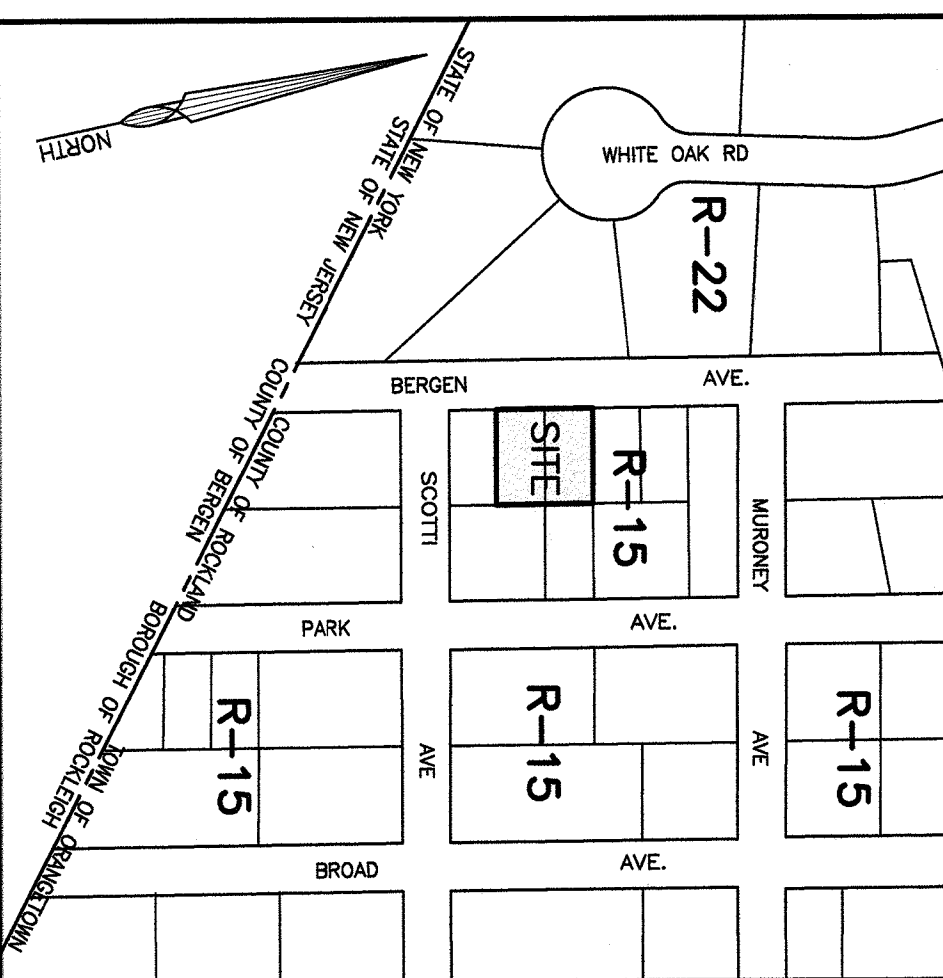 STATE OF NEW YORK
STATE OF NEW JERSEY
NORTH
WHITE OAK RD
R-22
COUNTY OF ROCKLAND
COUNTY OF BERGEN
BERGEN AVE.
SITE
R-15
SCOTTI AVE
MURONEY AVE
PARK AVE.
BOROUGH OF ROCKLEIGH
TOWN OF ORANGETOWN
R-15
R-15
R-15
BROAD AVE.